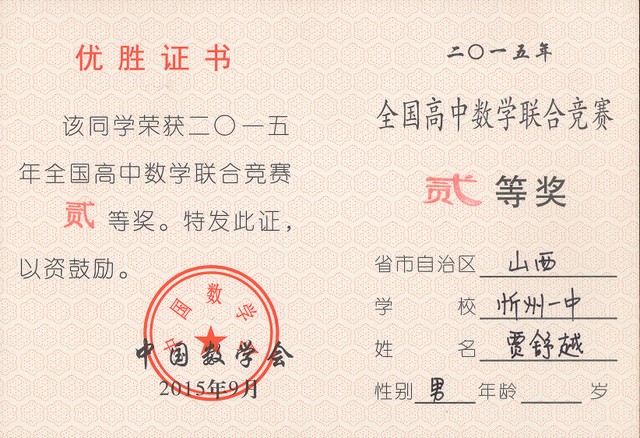 优胜证书
该同学荣获二〇一五
年全国高中数学联合竞赛
贰等奖。特发此证，
以资鼓励。
中国数学会
中国数学会
2015年9月
二〇一五年
全国高中数学联合竞赛
贰等奖
省市自治区 山西
学校 忻州一中
姓名 贾舒越
性别 男 年龄 岁